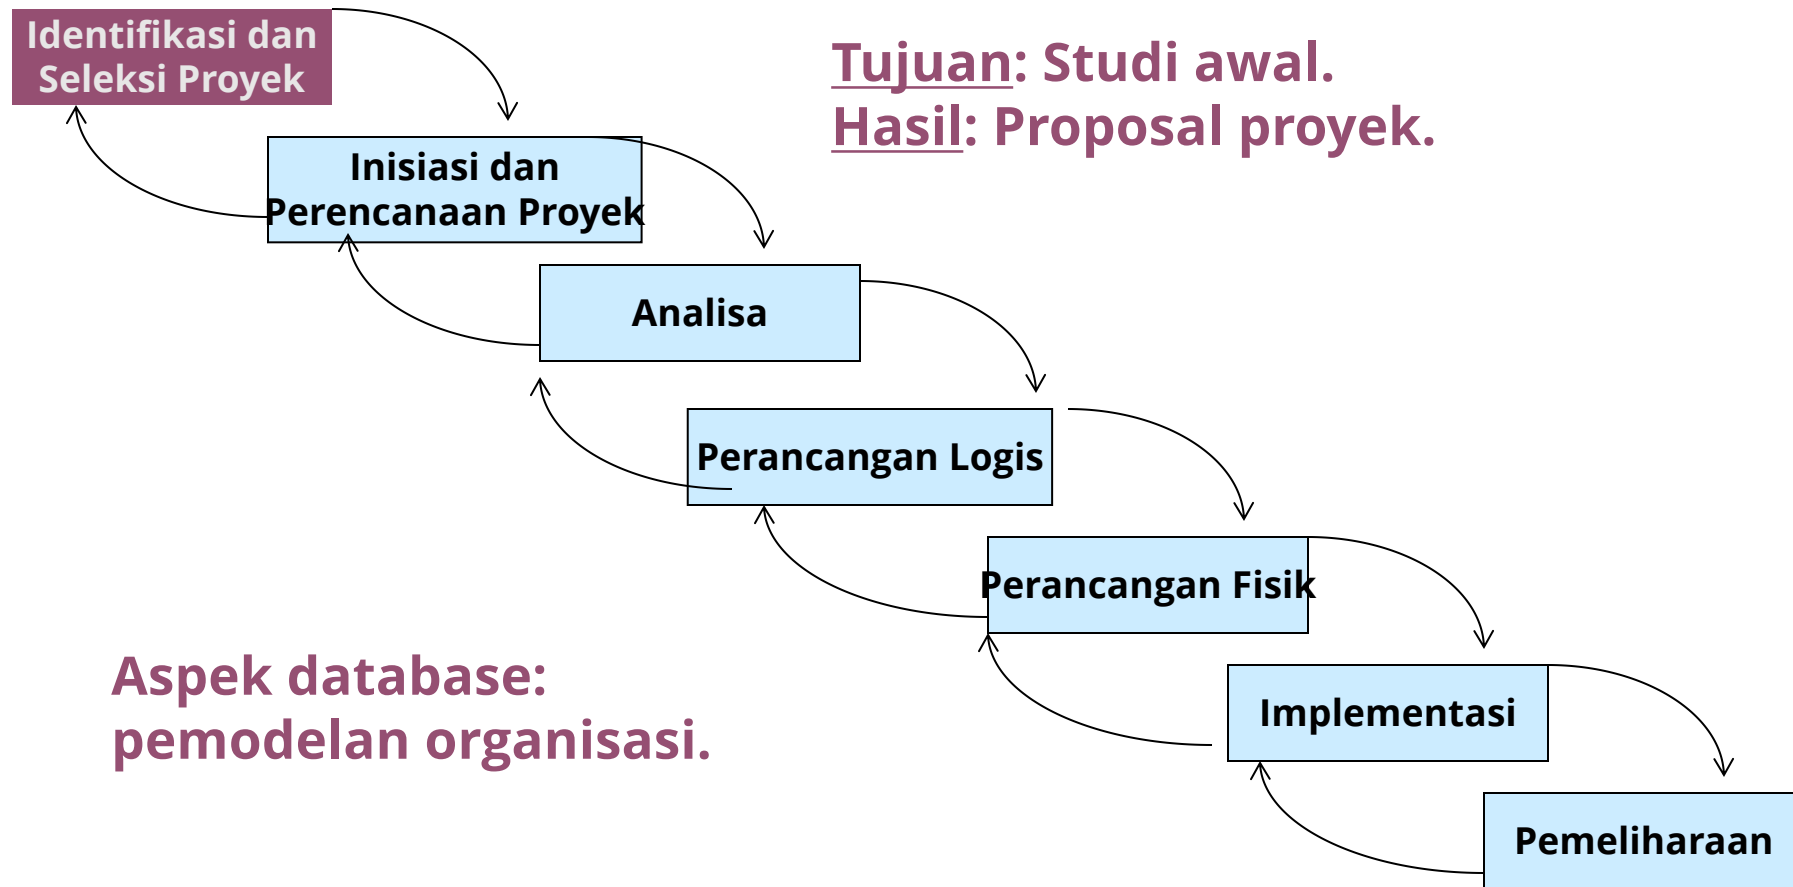 Identifikasi dan
Seleksi Proyek
Tujuan: Studi awal.
Hasil: Proposal proyek.
Inisiasi dan
Perencanaan Proyek
Analisa
Perancangan Logis
Perancangan Fisik
Aspek database:
pemodelan organisasi.
Implementasi
Pemeliharaan